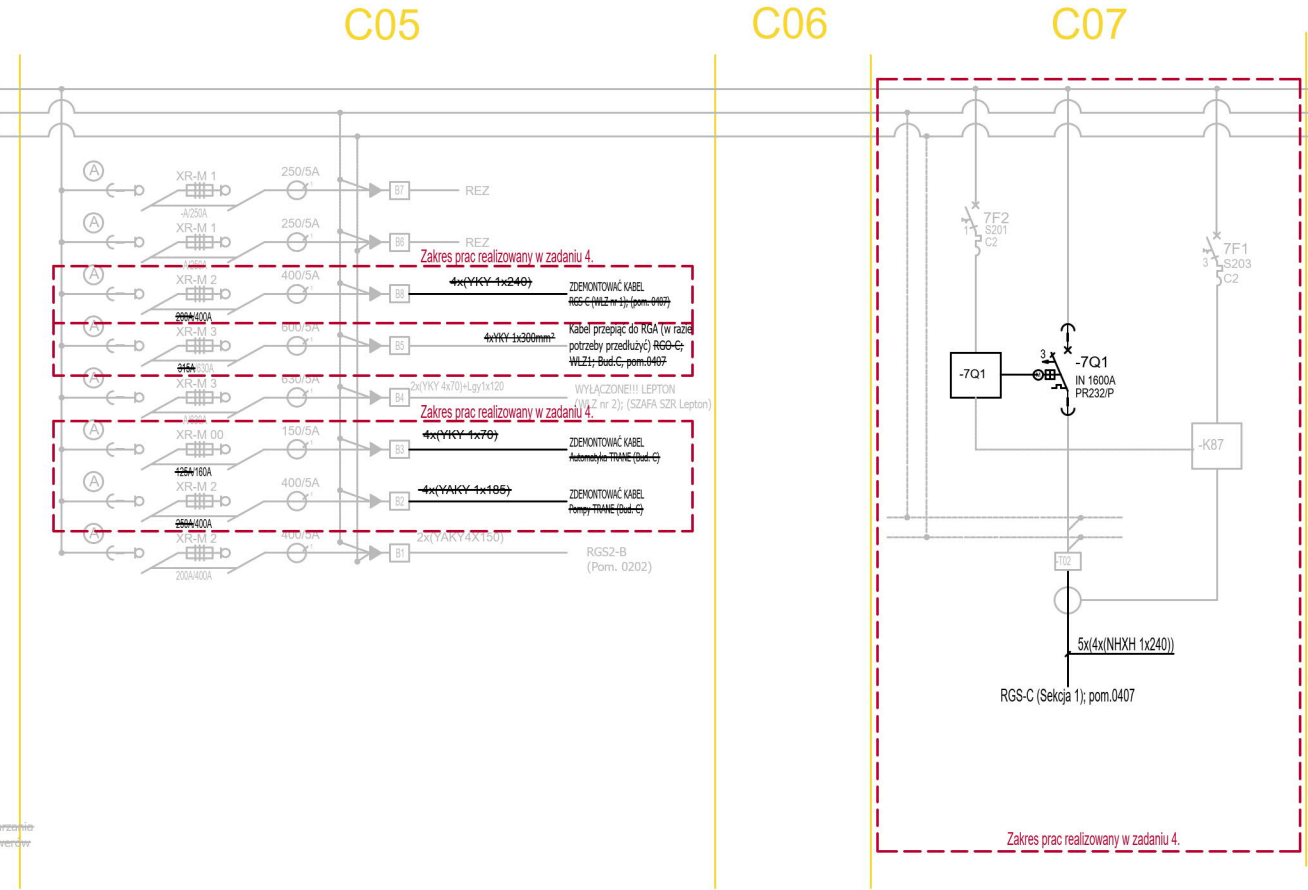 C05
C06
C07
A
XR-M 1
-A/250A
250/5A
B7
REZ
A
XR-M 1
-A/250A
250/5A
B6
REZ
Zakres prac realizowany w zadaniu 4.
A
XR-M 2
200A/400A
400/5A
B8
4x(YKY 1x240)
ZDEMONTOWAĆ KABEL
RGS-C (WLZ nr 1); (pom. 0407)
A
XR-M 3
315A/630A
600/5A
B5
4xYKY 1x300mm²
Kabel przepiąc do RGA (w razie
potrzeby przedłużyć) RGO-C;
WLZ1; Bud.C, pom.0407
A
XR-M 3
-A/630A
630/5A
B4
2x(YKY 4x70)+Lgy1x120
WYŁĄCZONE!!! LEPTON
(WLZ nr 2); (SZAFA SZR Lepton)
Zakres prac realizowany w zadaniu 4.
A
XR-M 00
125A/160A
150/5A
B3
4x(YKY 1x70)
ZDEMONTOWAĆ KABEL
Automatyka TRANE (Bud. C)
A
XR-M 2
250A/400A
400/5A
B2
4x(YAKY 1x185)
ZDEMONTOWAĆ KABEL
Pompy TRANE (Bud. C)
A
XR-M 2
200A/400A
400/5A
B1
2x(YAKY4X150)
RGS2-B
(Pom. 0202)
7F2
1
S201
C2
7F1
3
S203
C2
-7Q1
3
-7Q1
IN 1600A
PR232/P
-K87
-T02
5x(4x(NHXH 1x240))
RGS-C (Sekcja 1); pom.0407
Zakres prac realizowany w zadaniu 4.